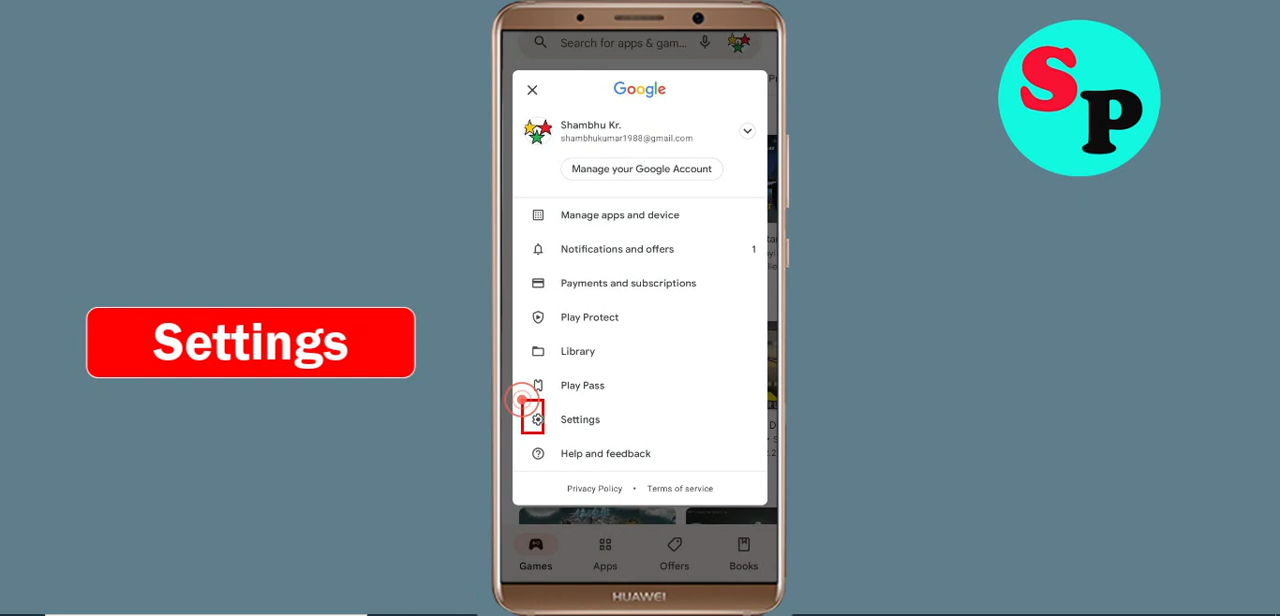 Search for apps & gam...
Google
Shambhu Kr.
shambhukumar1988@gmail.com
Manage your Google Account
Manage apps and device
Notifications and offers 1
Payments and subscriptions
Play Protect
Library
Play Pass
Settings
Help and feedback
Privacy Policy • Terms of service
Games Apps Offers Books
HUAWEI
Settings
SP